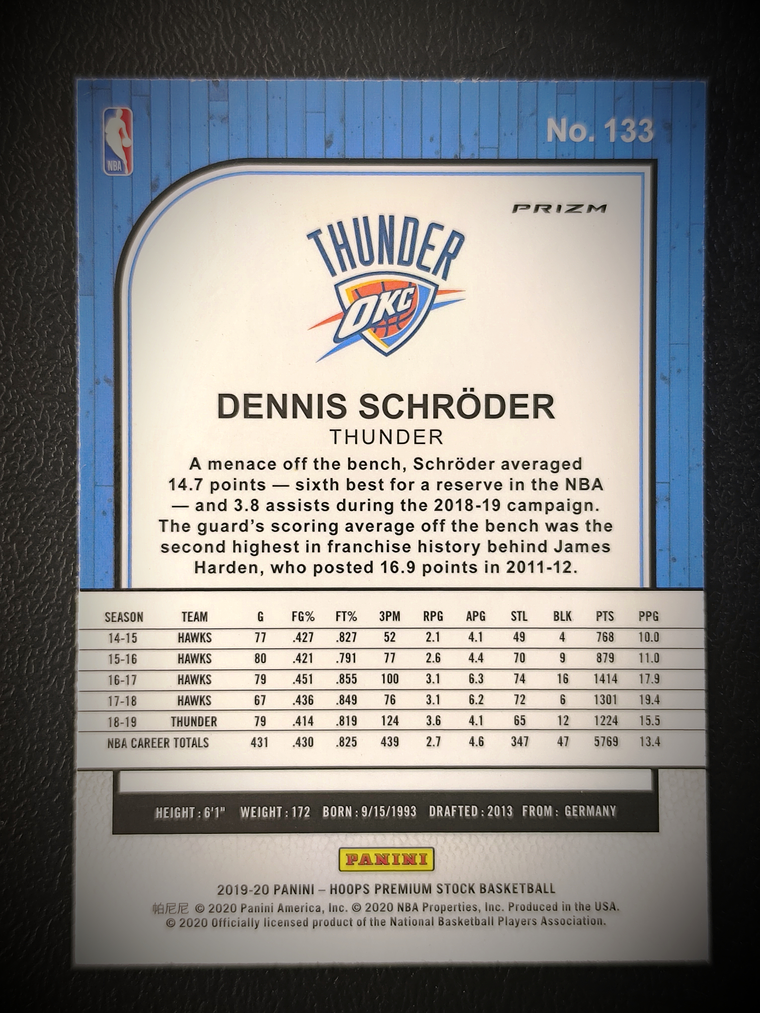 No. 133
NBA
PRIZM
THUNDER
OKC
DENNIS SCHRÖDER
THUNDER
A menace off the bench, Schröder averaged
14.7 points — sixth best for a reserve in the NBA
— and 3.8 assists during the 2018-19 campaign.
The guard's scoring average off the bench was the
second highest in franchise history behind James
Harden, who posted 16.9 points in 2011-12.
SEASON TEAM G FG% FT% 3PM RPG APG STL BLK PTS PPG
14-15 HAWKS 77 .427 .827 52 2.1 4.1 49 4 768 10.0
15-16 HAWKS 80 .421 .791 77 2.6 4.4 70 9 879 11.0
16-17 HAWKS 79 .451 .855 100 3.1 6.3 74 16 1414 17.9
17-18 HAWKS 67 .436 .849 76 3.1 6.2 72 6 1301 19.4
18-19 THUNDER 79 .414 .819 124 3.6 4.1 65 12 1224 15.5
NBA CAREER TOTALS 431 .430 .825 439 2.7 4.6 347 47 5769 13.4
HEIGHT: 6'1" WEIGHT: 172 BORN: 9/15/1993 DRAFTED: 2013 FROM: GERMANY
PANINI
2019-20 PANINI – HOOPS PREMIUM STOCK BASKETBALL
帕尼尼 © 2020 Panini America, Inc. © 2020 NBA Properties, Inc. Produced in the USA.
© 2020 Officially licensed product of the National Basketball Players Association.